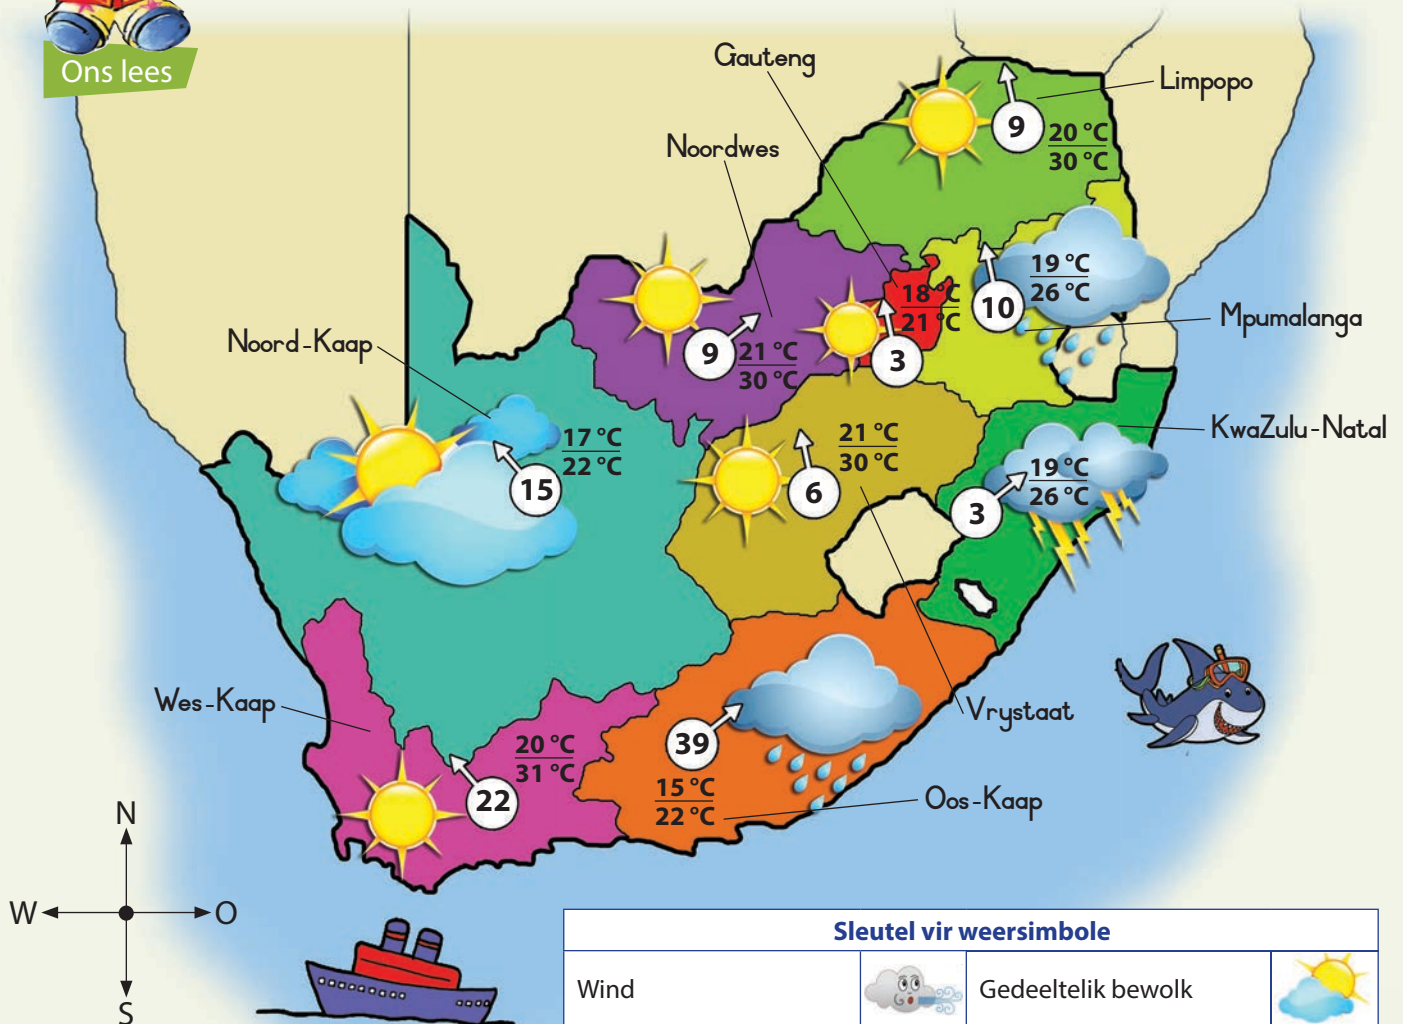 Ons lees
Gauteng
Limpopo
9
20 °C
30 °C
Noordwes
19 °C
26 °C
10
18 °C
21 °C
Mpumalanga
Noord-Kaap
9
21 °C
30 °C
3
KwaZulu-Natal
17 °C
22 °C
15
21 °C
30 °C
6
19 °C
26 °C
3
Wes-Kaap
Vrystaat
20 °C
31 °C
22
39
15 °C
22 °C
Oos-Kaap
N
W
O
S
Sleutel vir weersimbole
Wind
Gedeeltelik bewolk